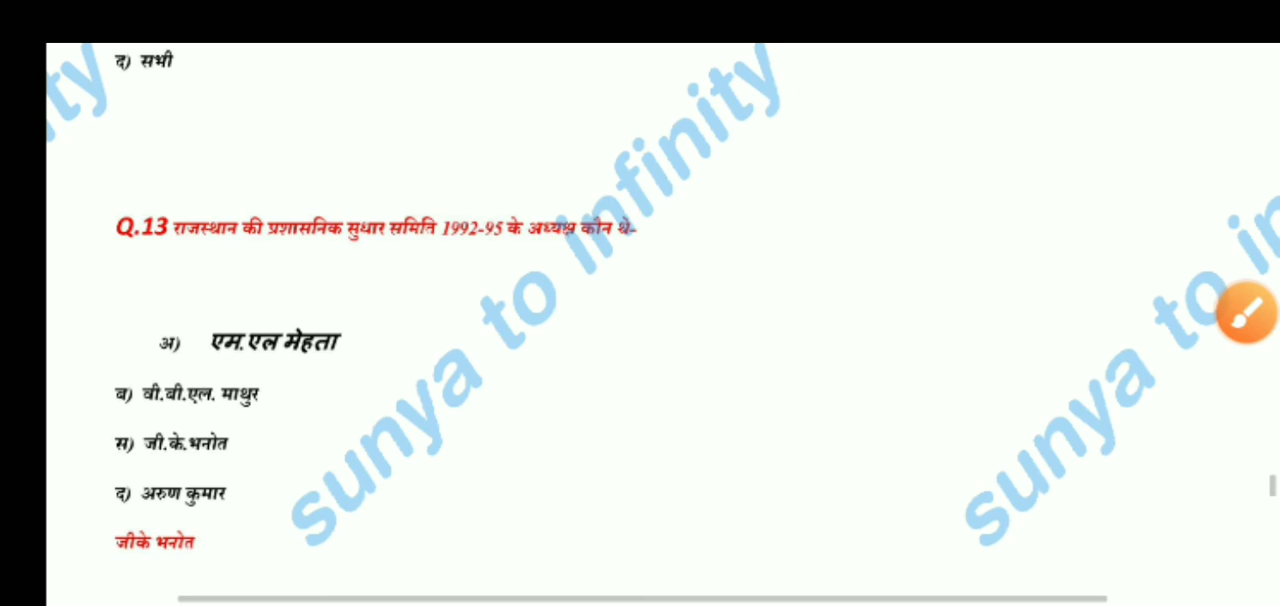 द) सभी
Q.13 राजस्थान की प्रशासनिक सुधार समिति 1992-95 के अध्यक्ष कौन थे-
अ) एम.एल मेहता
ब) वी.बी.एल. माथुर
स) जी.के.भनोत
द) अरुण कुमार
जीके भनोत
sunya to infinity
sunya to in
ty